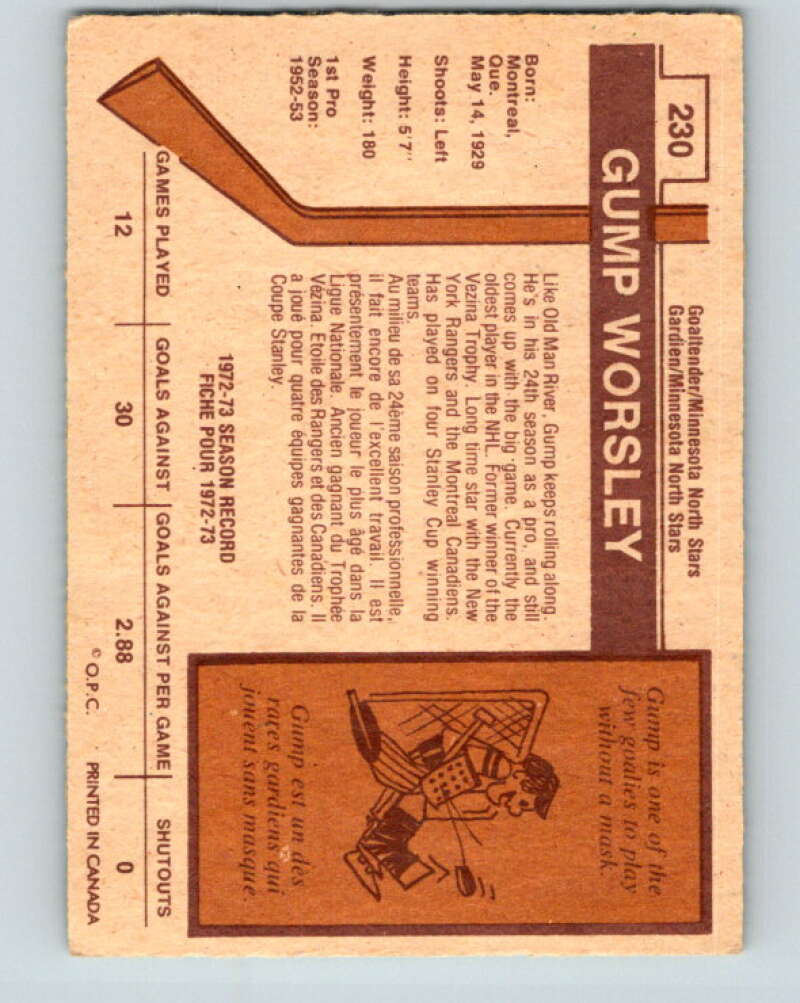 230
Goaltender/Minnesota North Stars
Gardien/Minnesota North Stars
GUMP WORSLEY
Born:
Montreal,
Que.
May 14, 1929
Shoots: Left
Height: 5'7"
Weight: 180
1st Pro
Season:
1952-53
Like Old Man River, Gump keeps rolling along.
He's in his 24th season as a pro, and still
comes up with the big game. Currently the
oldest player in the NHL. Former winner of the
Vezina Trophy. Long time star with the New
York Rangers and the Montreal Canadiens.
Has played on four Stanley Cup winning
teams.
Au milieu de sa 24ème saison professionnelle,
il fait encore de l'excellent travail. Il est
présentement le joueur le plus âgé dans la
Ligue Nationale. Ancien gagnant du Trophée
Vézina. Etoile des Rangers et des Canadiens. Il
a joué pour quatre équipes gagnantes de la
Coupe Stanley.
Gump is one of the
few goalies to play
without a mask.
Gump est un des
rares gardiens qui
jouent sans masque.
1972-73 SEASON RECORD
FICHE POUR 1972-73
GAMES PLAYED GOALS AGAINST GOALS AGAINST PER GAME SHUTOUTS
12 30 2.88 0
© O.P.C. PRINTED IN CANADA